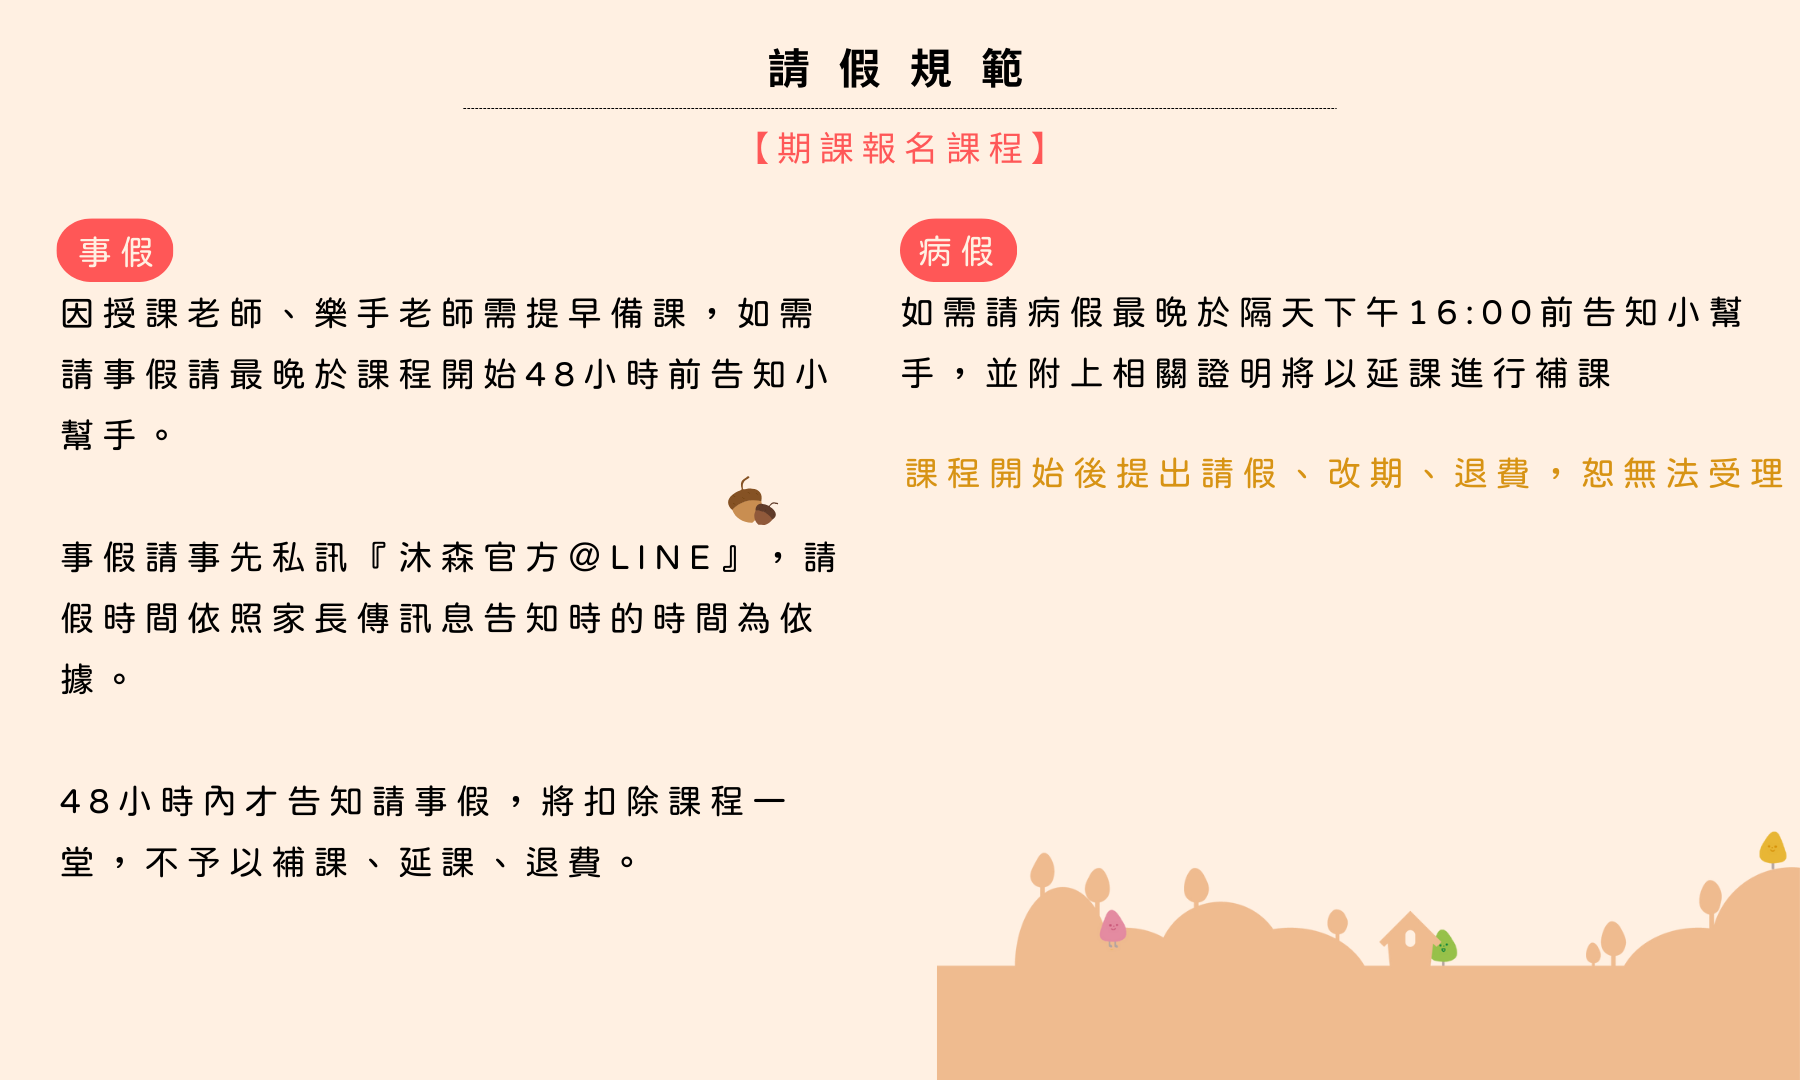 請假規範
【期課報名課程】
事假
因授課老師、樂手老師需提早備課，如需
請事假請最晚於課程開始48小時前告知小
幫手。
事假請事先私訊『沐森官方@LINE』，請
假時間依照家長傳訊息告知時的時間為依
據。
48小時內才告知請事假，將扣除課程一
堂，不予以補課、延課、退費。
病假
如需請病假最晚於隔天下午16:00前告知小幫
手，並附上相關證明將以延課進行補課
課程開始後提出請假、改期、退費，恕無法受理